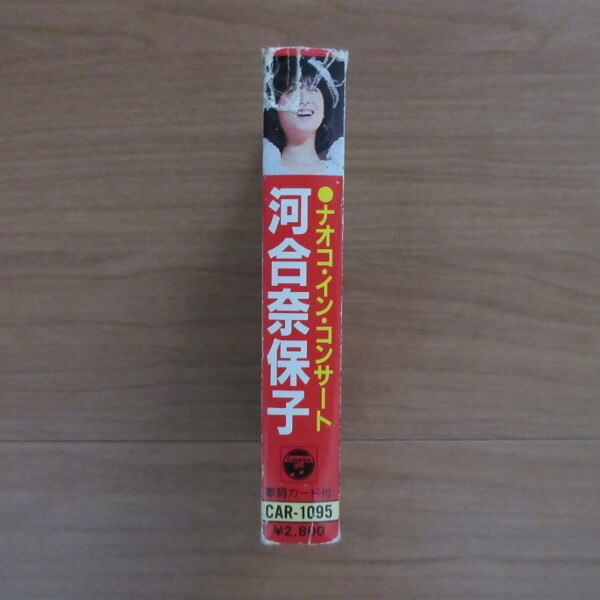 ●ナオコ・イン・コンサート
河合奈保子
Columbia
歌詞カード付
CAR-1095
¥2,800